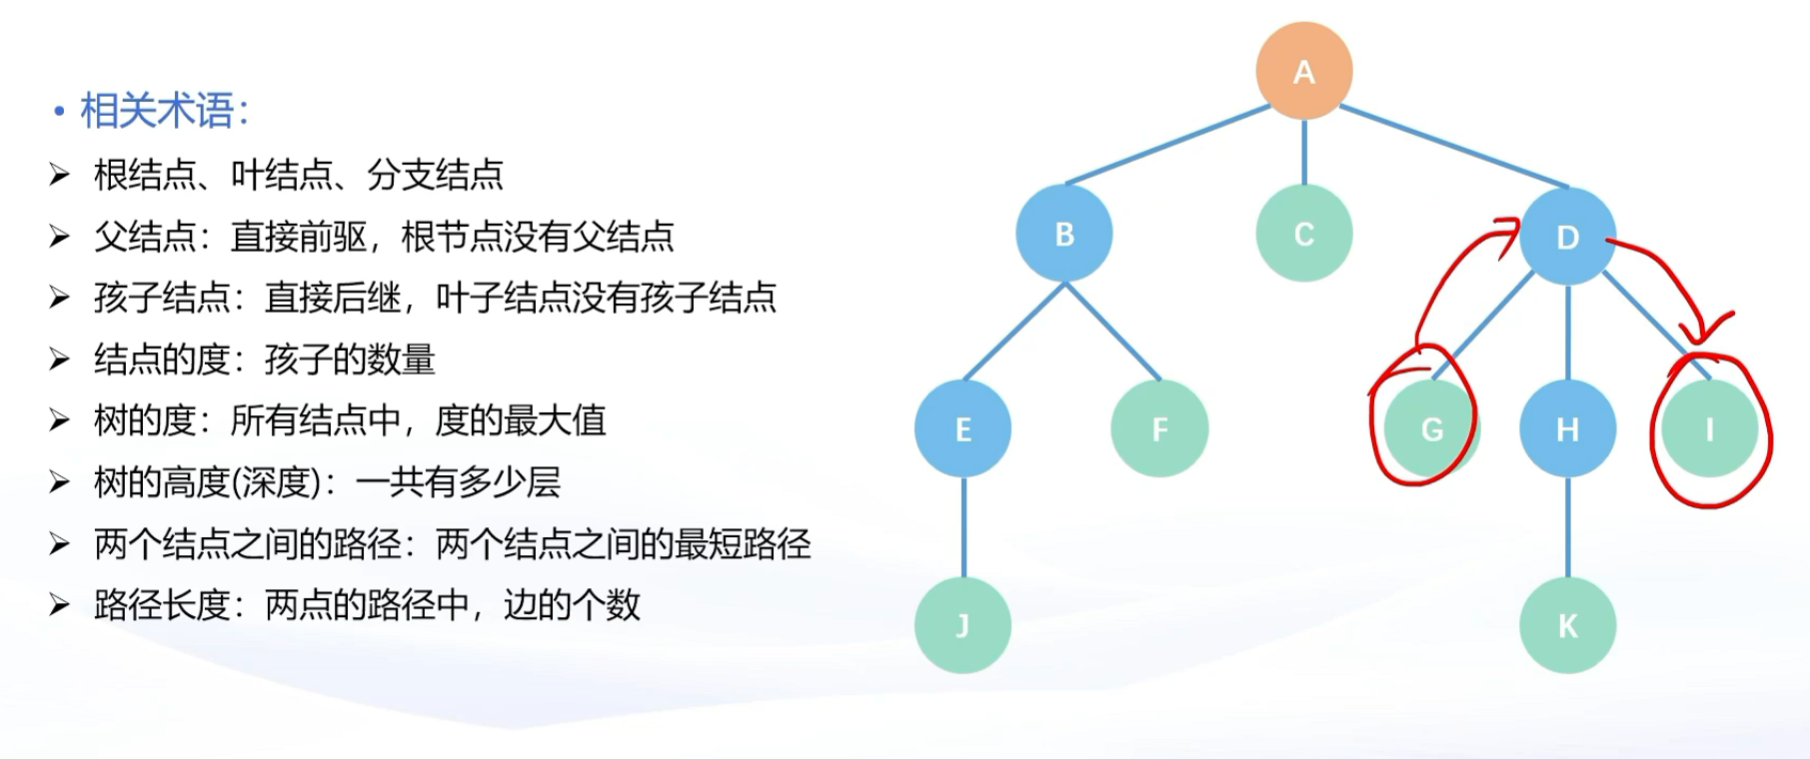 • 相关术语：
➢ 根结点、叶结点、分支结点
➢ 父结点：直接前驱，根节点没有父结点
➢ 孩子结点：直接后继，叶子结点没有孩子结点
➢ 结点的度：孩子的数量
➢ 树的度：所有结点中，度的最大值
➢ 树的高度(深度)：一共有多少层
➢ 两个结点之间的路径：两个结点之间的最短路径
➢ 路径长度：两点的路径中，边的个数
A
B C D
E F G H I
J K